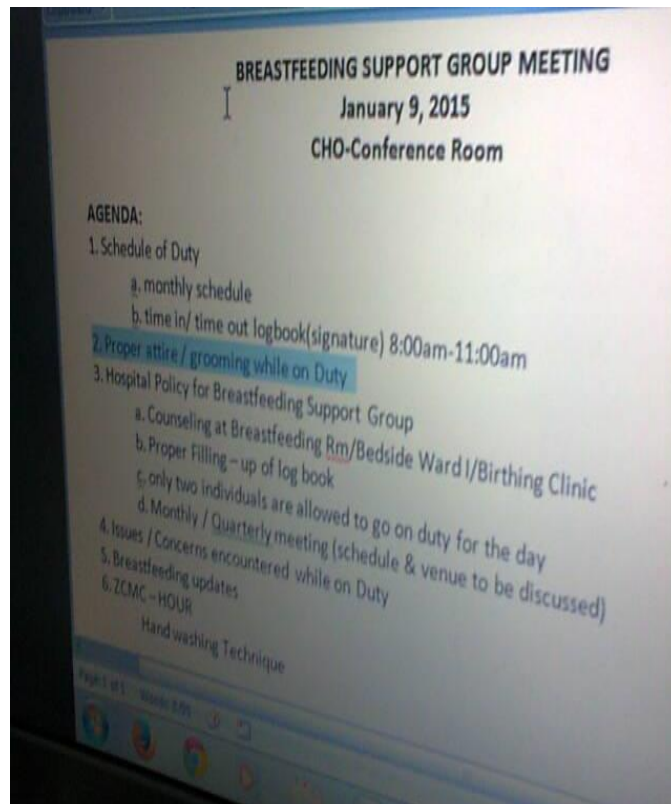 BREASTFEEDING SUPPORT GROUP MEETING
January 9, 2015
CHO-Conference Room
AGENDA:
1. Schedule of Duty
a. monthly schedule
b. time in/ time out logbook(signature) 8:00am-11:00am
2. Proper attire / grooming while on Duty
3. Hospital Policy for Breastfeeding Support Group
a. Counseling at Breastfeeding Rm/Bedside Ward I/Birthing Clinic
b. Proper Filling – up of log book
c. only two individuals are allowed to go on duty for the day
d. Monthly / Quarterly meeting (schedule & venue to be discussed)
4. Issues / Concerns encountered while on Duty
5. Breastfeeding updates
6. ZCMC – HOUR
Hand washing Technique
Page: 1 of 1